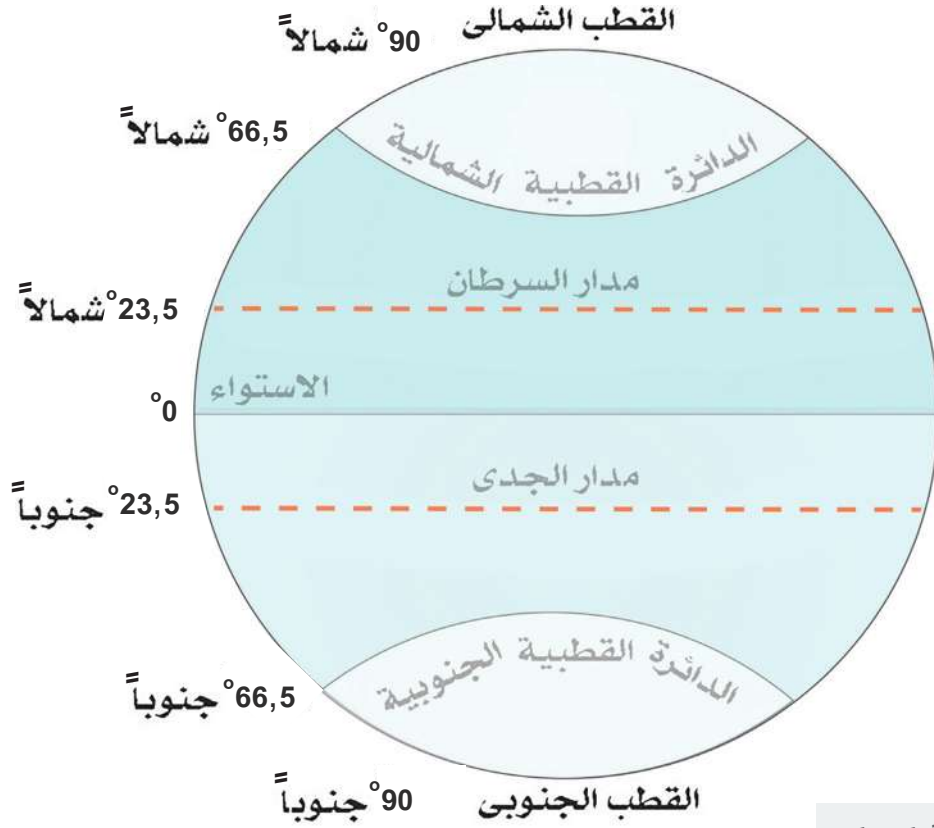 القطب الشمالى
90° شمالاً
66,5° شمالاً
الدائرة القطبية الشمالية
مدار السرطان
23,5° شمالاً
الاستواء
0°
مدار الجدى
23,5° جنوباً
الدائرة القطبية الجنوبية
66,5° جنوباً
القطب الجنوبى
90° جنوباً